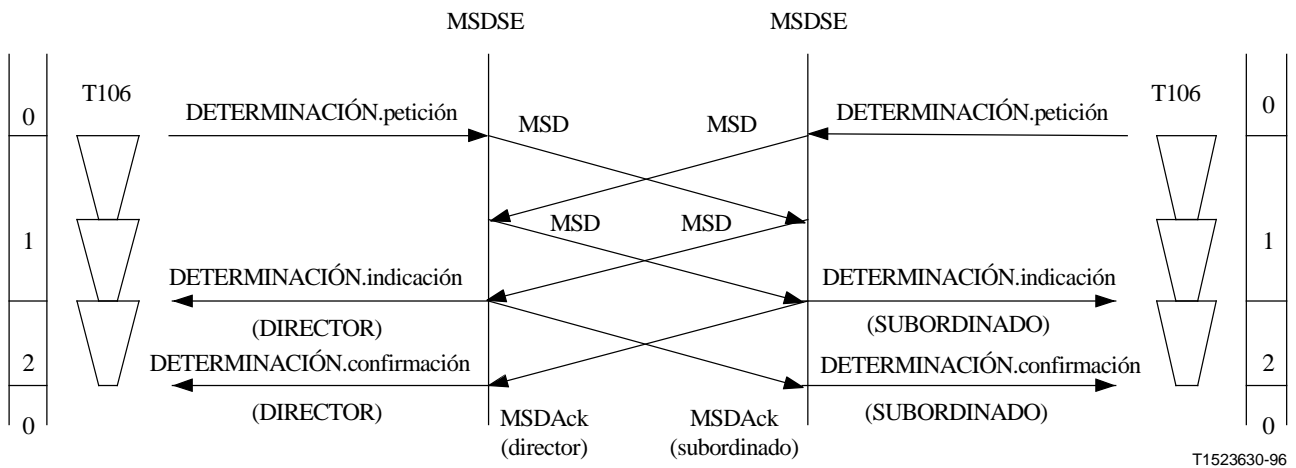 MSDSE
MSDSE
T106
T106
0
0
DETERMINACIÓN.petición
MSD
MSD
DETERMINACIÓN.petición
1
MSD
MSD
1
DETERMINACIÓN.indicación
DETERMINACIÓN.indicación
(DIRECTOR)
(SUBORDINADO)
2
DETERMINACIÓN.confirmación
DETERMINACIÓN.confirmación
2
(DIRECTOR)
(SUBORDINADO)
0
MSDAck
(director)
MSDAck
(subordinado)
0
T1523630-96